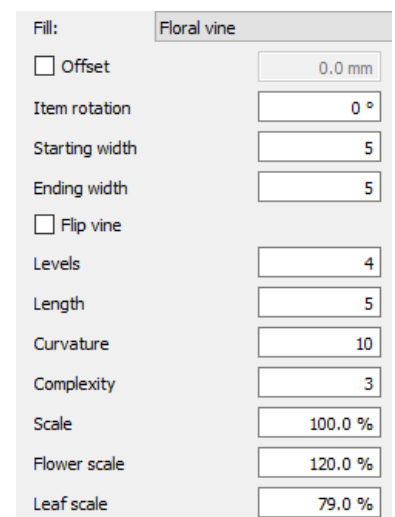 Fill: Floral vine
Offset 0.0 mm
Item rotation 0 °
Starting width 5
Ending width 5
Flip vine
Levels 4
Length 5
Curvature 10
Complexity 3
Scale 100.0 %
Flower scale 120.0 %
Leaf scale 79.0 %